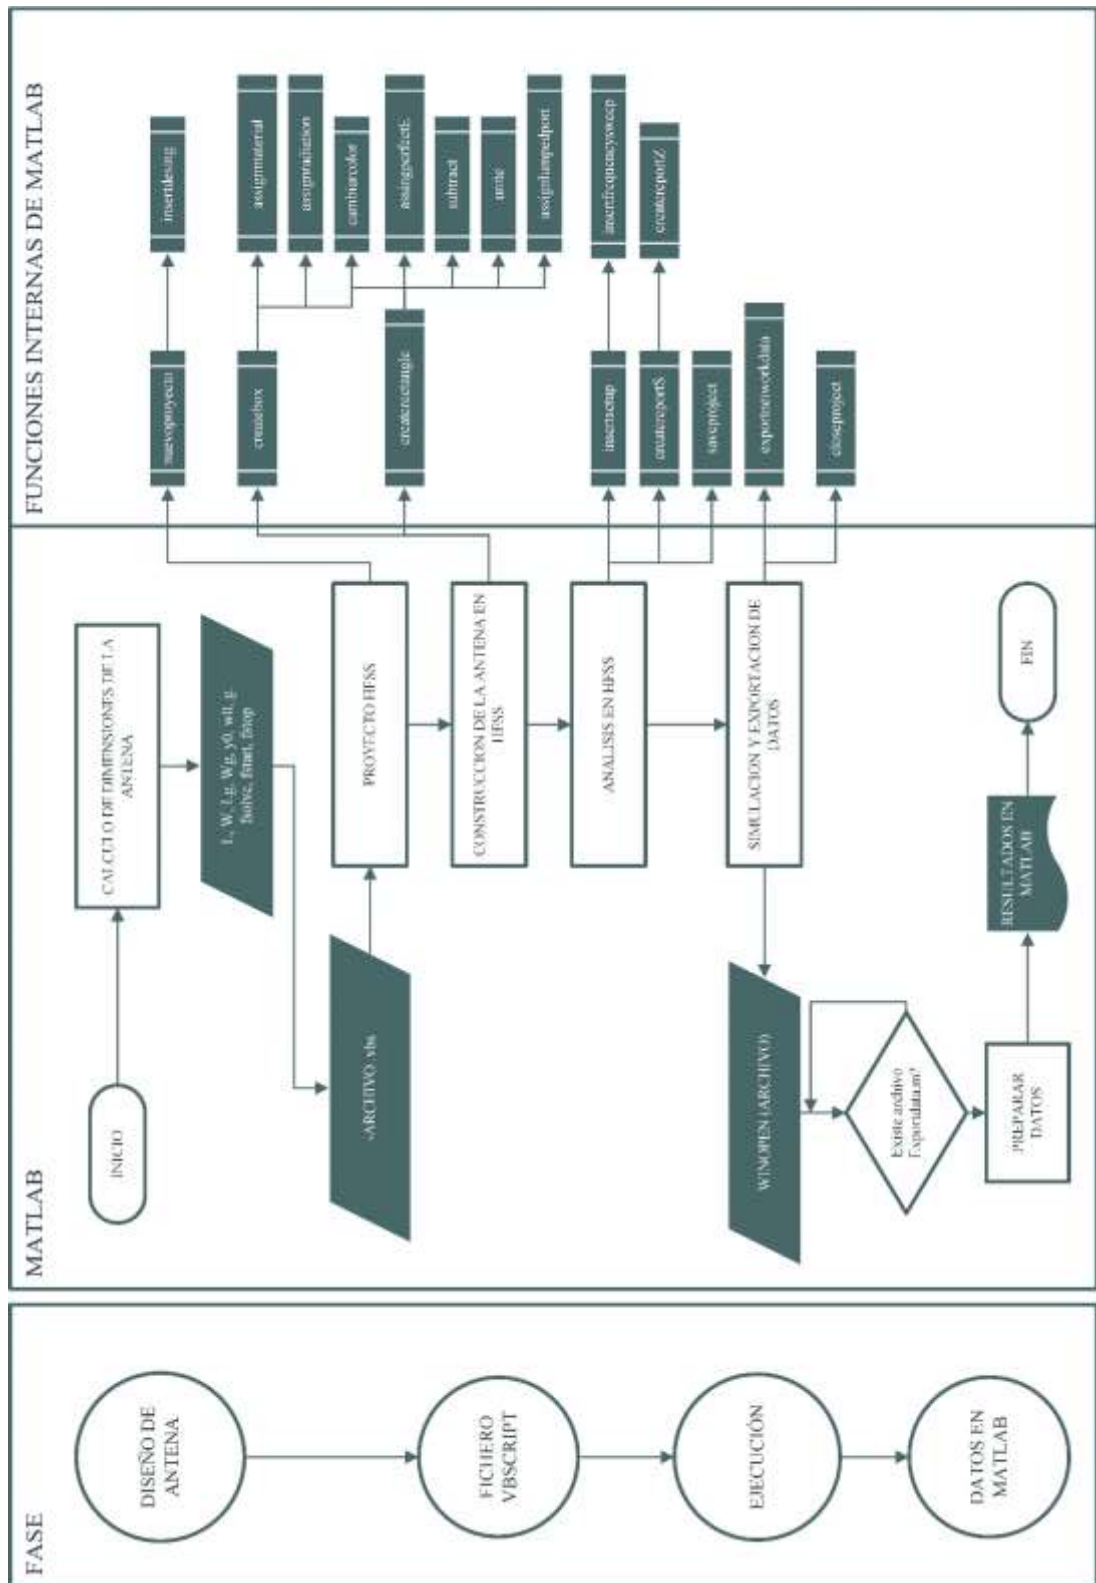 FASE
DISEÑO DE
ANTENA
FICHERO
VBSCRIPT
EJECUCIÓN
DATOS EN
MATLAB
MATLAB
INICIO
CALCULO DE DIMENSIONES DE LA
ANTENA
L, W, Lg, Wg, y0, wtl, g,
fsolve, fstart, fstop
-ARCHIVO .vbs
PROYECTO HFSS
CONSTRUCCION DE LA ANTENA EN
HFSS
ANALISIS EN HFSS
SIMULACION Y EXPORTACION DE
DATOS
WINOPEN (ARCHIVO)
Existe archivo
Exportdata.m?
PREPARAR
DATOS
RESULTADOS EN
MATLAB
FIN
FUNCIONES INTERNAS DE MATLAB
nuevoproyecto
insertdesing
createbox
assignmaterial
assignradiation
cambiarcolor
createrectangle
assingperfectE
subtract
unite
assignlumpedport
insertsetup
insertfrequencysweep
createreportS
createreportZ
saveproject
exportnetworkdata
closeproject